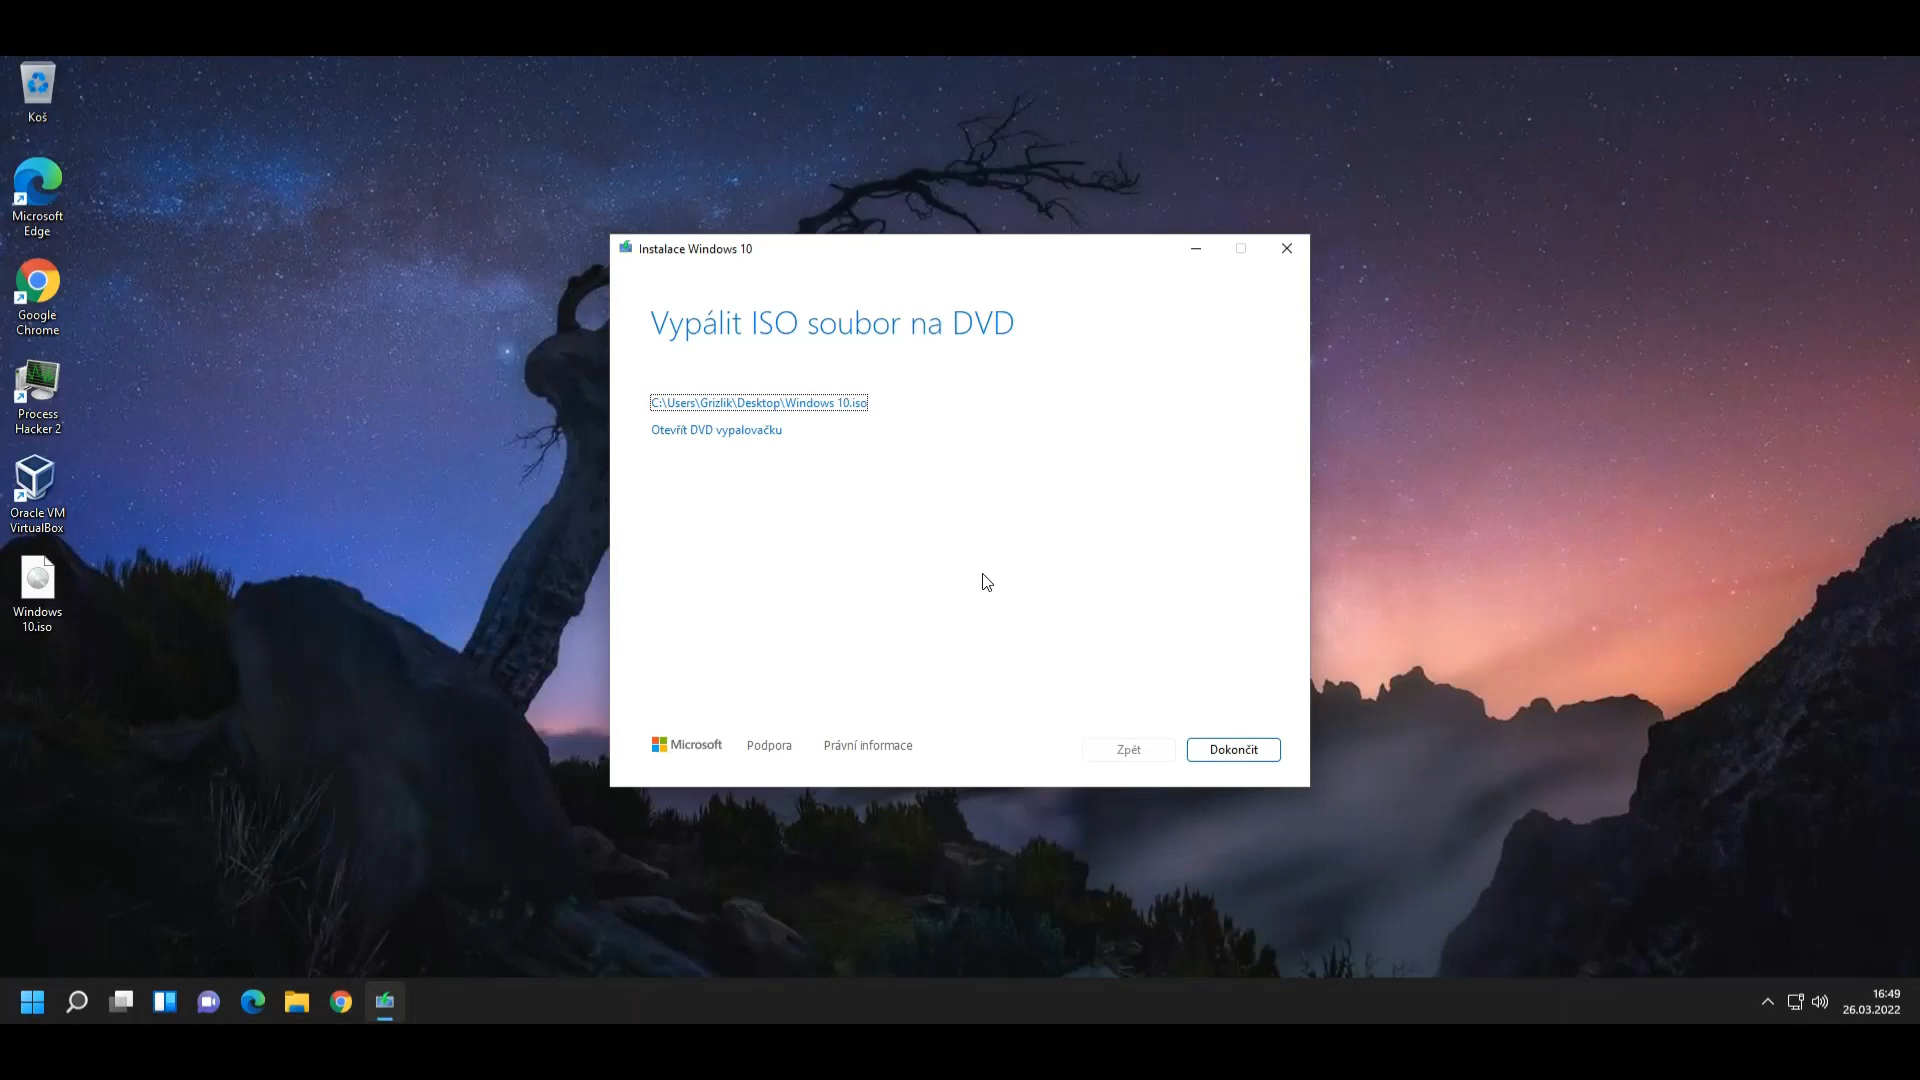 Koš
Microsoft
Edge
Google
Chrome
Process
Hacker 2
Oracle VM
VirtualBox
Windows
10.iso
Instalace Windows 10
Vypálit ISO soubor na DVD
C:\Users\Grizlik\Desktop\Windows 10.iso
Otevřít DVD vypalovačku
Microsoft
Podpora
Právní informace
Zpět
Dokončit
16:49
26.03.2022